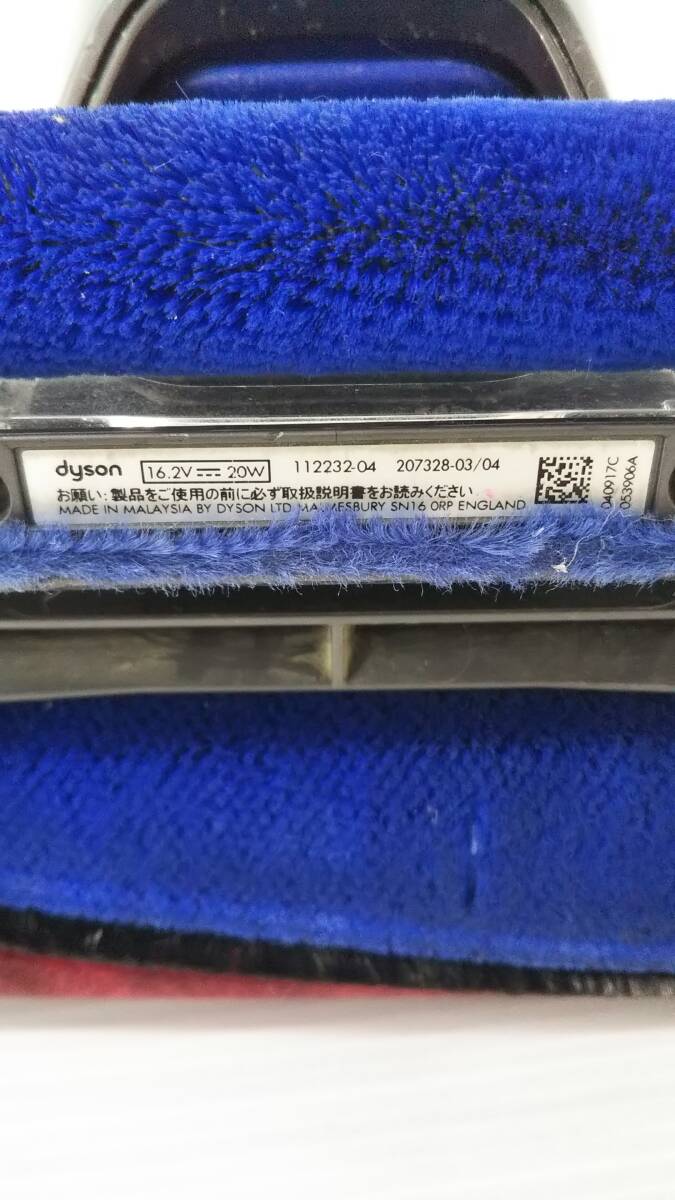 dyson 16.2V ⎓ 20W 112232-04 207328-03/04
お願い:製品をご使用の前に必ず取扱説明書をお読みください
MADE IN MALAYSIA BY DYSON LTD MALMESBURY SN16 0RP ENGLAND
040917C
053906A